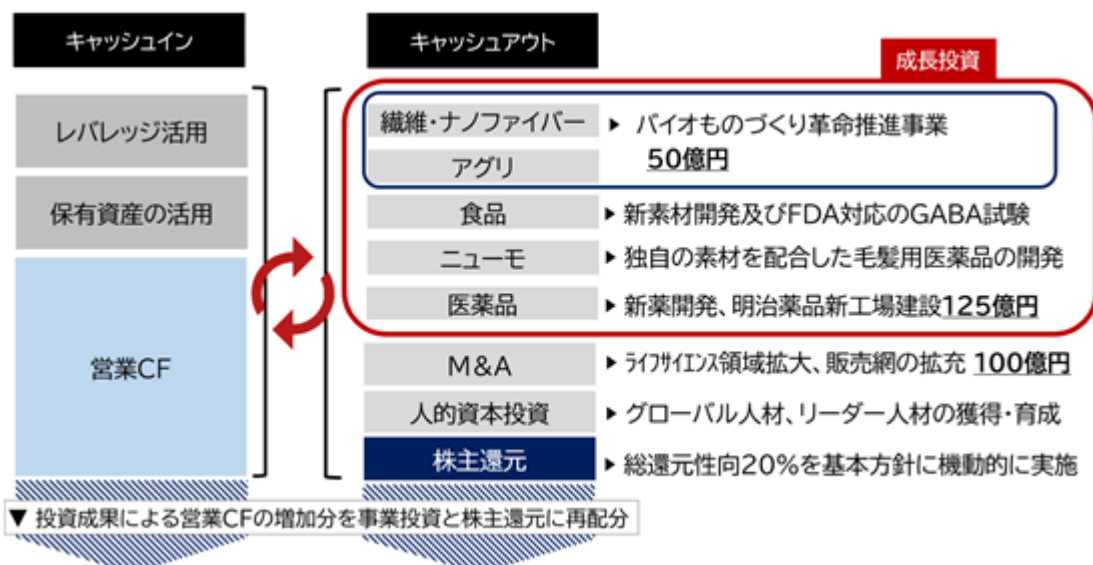 キャッシュイン
キャッシュアウト
成長投資
レバレッジ活用
保有資産の活用
営業CF
繊維・ナノファイバー
アグリ
▶ バイオものづくり革命推進事業
50億円
食品
▶ 新素材開発及びFDA対応のGABA試験
ニューモ
▶ 独自の素材を配合した毛髪用医薬品の開発
医薬品
▶ 新薬開発、明治薬品新工場建設125億円
M&A
▶ ﾗｲﾌｻｲｴﾝｽ領域拡大、販売網の拡充 100億円
人的資本投資
▶ グローバル人材、リーダー人材の獲得・育成
株主還元
▶ 総還元性向20%を基本方針に機動的に実施
▼ 投資成果による営業CFの増加分を事業投資と株主還元に再配分